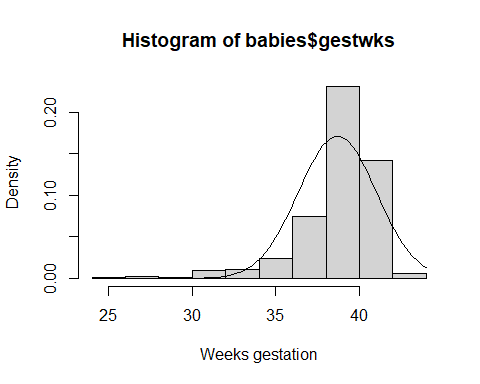 Histogram of babies$gestwks
Density
0.20
0.10
0.00
25 30 35 40
Weeks gestation